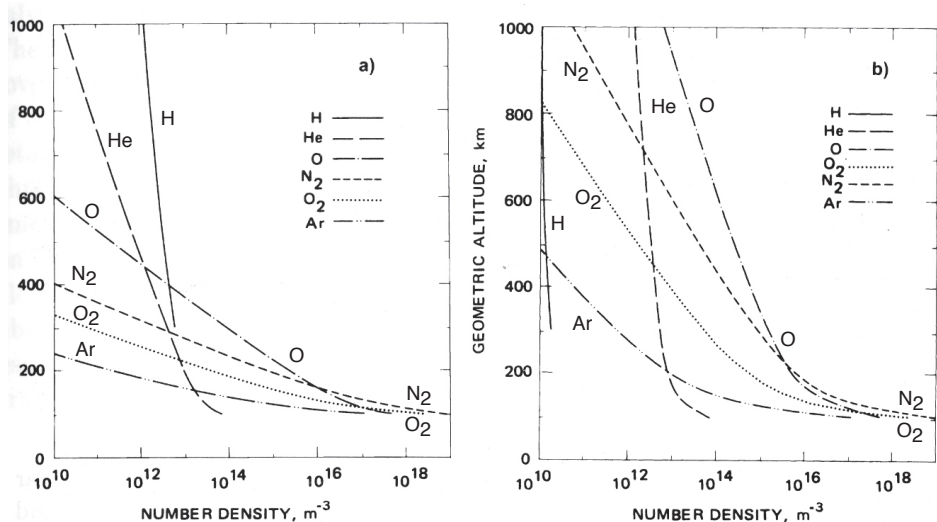 1000
800
600
400
200
0
a)
H
He
O
N2
O2
Ar
He
H
O
N2
O2
Ar
O
N2
O2
10^10 10^12 10^14 10^16 10^18
NUMBER DENSITY, m^-3
GEOMETRIC ALTITUDE, km
1000
800
600
400
200
0
b)
H
He
O
O2
N2
Ar
N2
He
O
O2
H
Ar
O
N2
O2
10^10 10^12 10^14 10^16 10^18
NUMBER DENSITY, m^-3